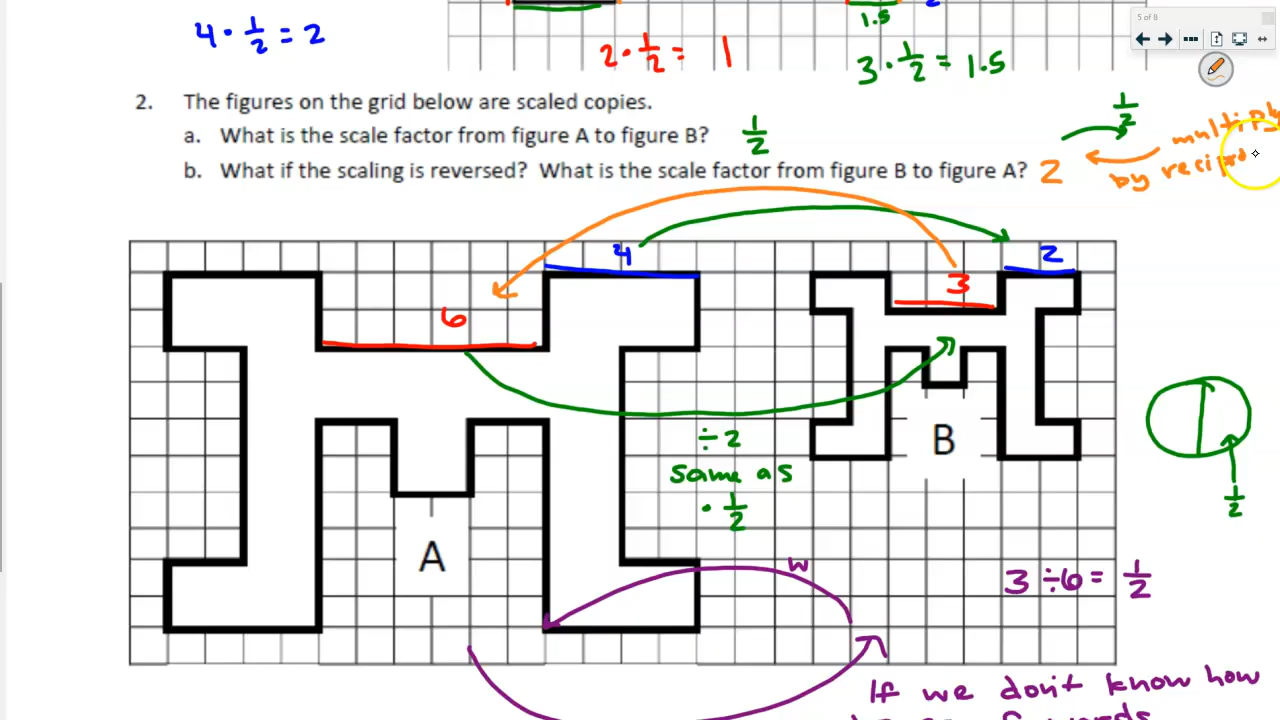 5 of 8
4 · 1/2 = 2
1.5
2 · 1/2 = 1
3 · 1/2 = 1.5
2. The figures on the grid below are scaled copies.
a. What is the scale factor from figure A to figure B? 1/2
b. What if the scaling is reversed? What is the scale factor from figure B to figure A? 2
1/2
multiply
by
4
2
6
3
÷2
same as
· 1/2
A
B
1/2
w
3 ÷ 6 = 1/2
If we don't know how